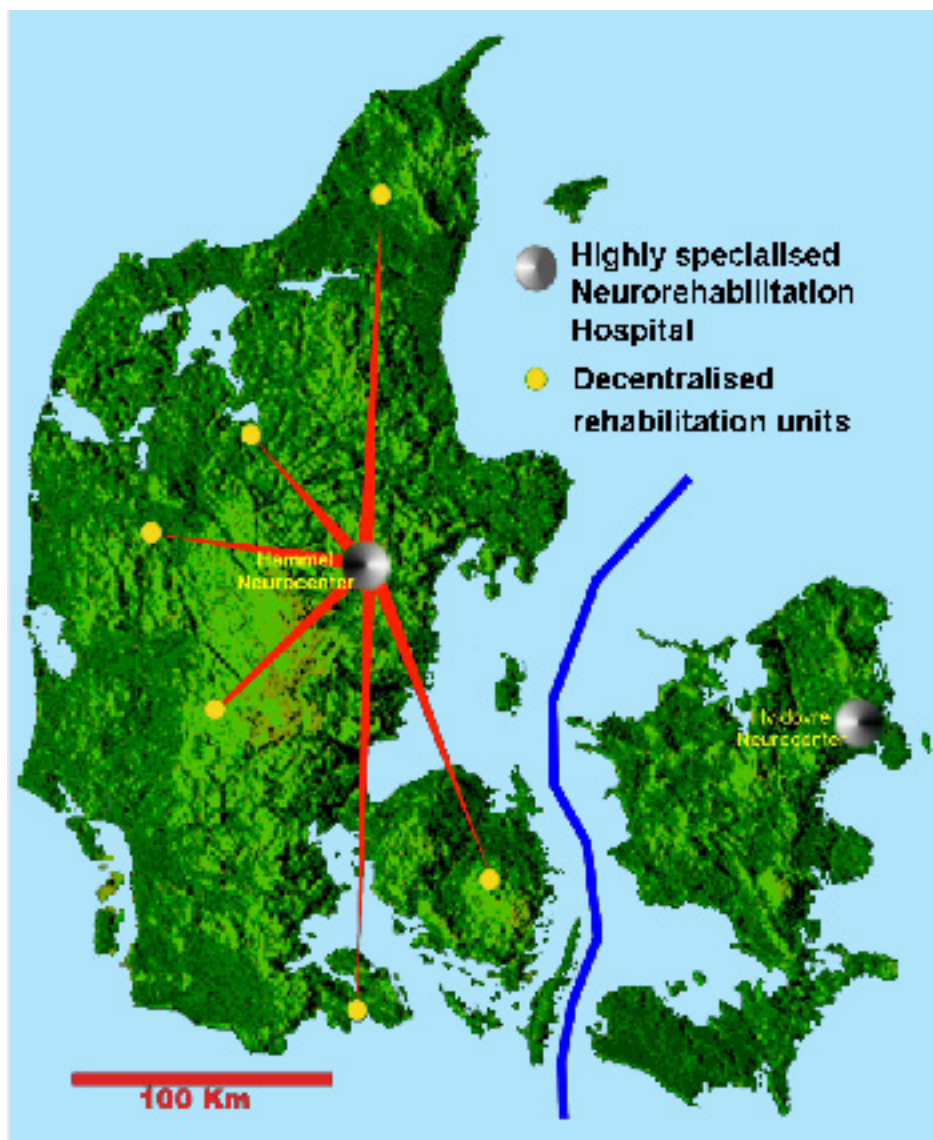 Highly specialised
Neurorehabilitation
Hospital
Decentralised
rehabilitation units
Hammel
Neurocenter
Hvidovre
Neurocenter
100 Km